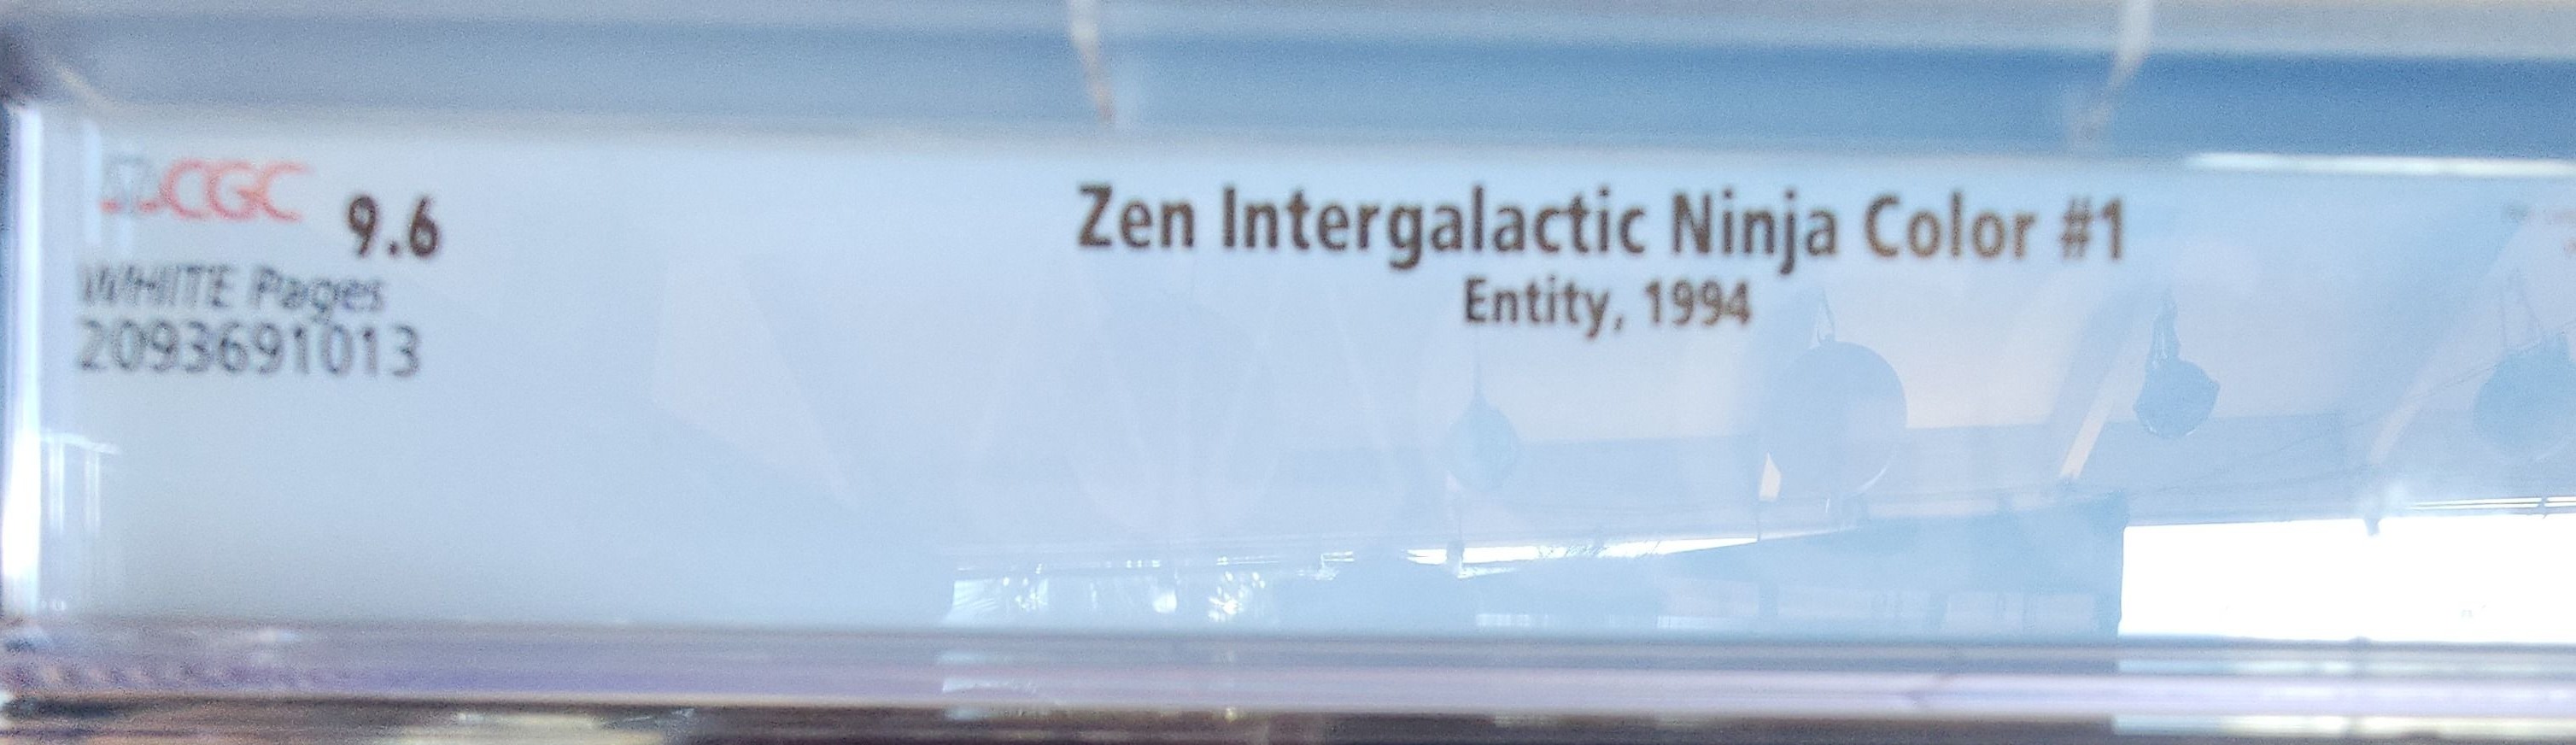 CGC 9.6
WHITE Pages
2093691013
Zen Intergalactic Ninja Color #1
Entity, 1994